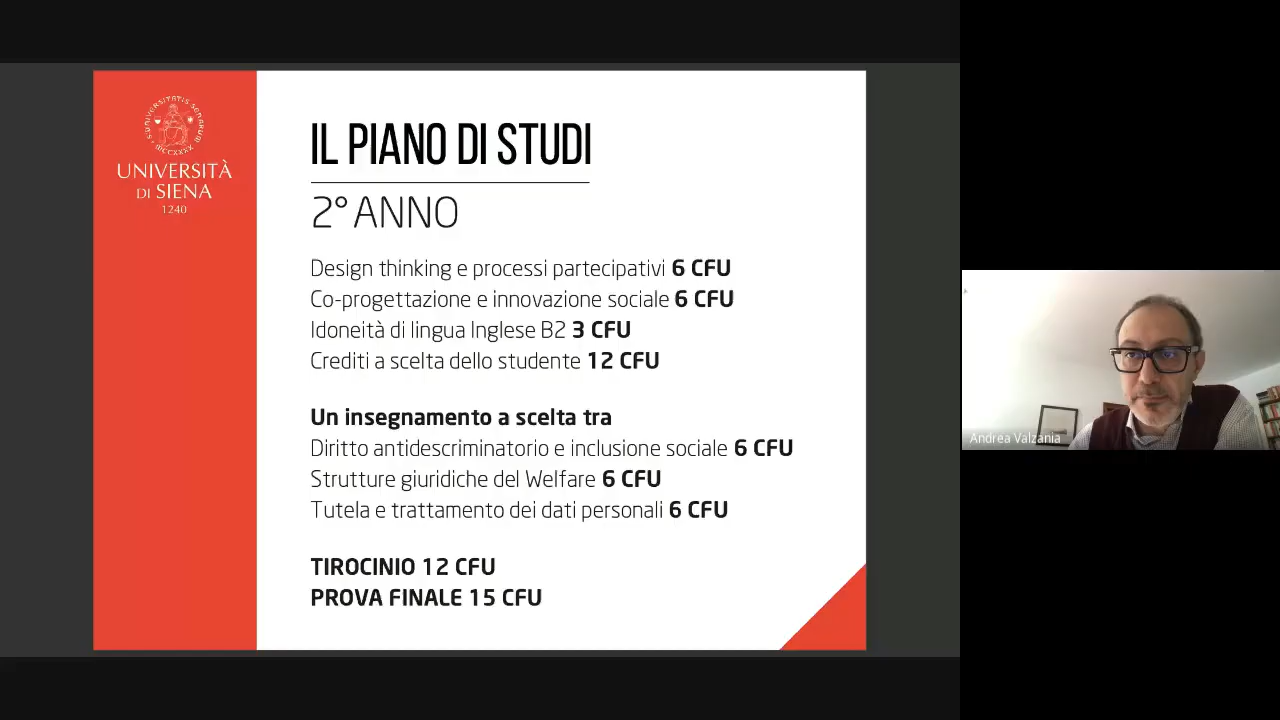 IL PIANO DI STUDI
2° ANNO
Design thinking e processi partecipativi 6 CFU
Co-progettazione e innovazione sociale 6 CFU
Idoneità di lingua Inglese B2 3 CFU
Crediti a scelta dello studente 12 CFU
Un insegnamento a scelta tra
Diritto antidescriminatorio e inclusione sociale 6 CFU
Strutture giuridiche del Welfare 6 CFU
Tutela e trattamento dei dati personali 6 CFU
TIROCINIO 12 CFU
PROVA FINALE 15 CFU
UNIVERSITÀ
DI SIENA
1240
Andrea Valzania